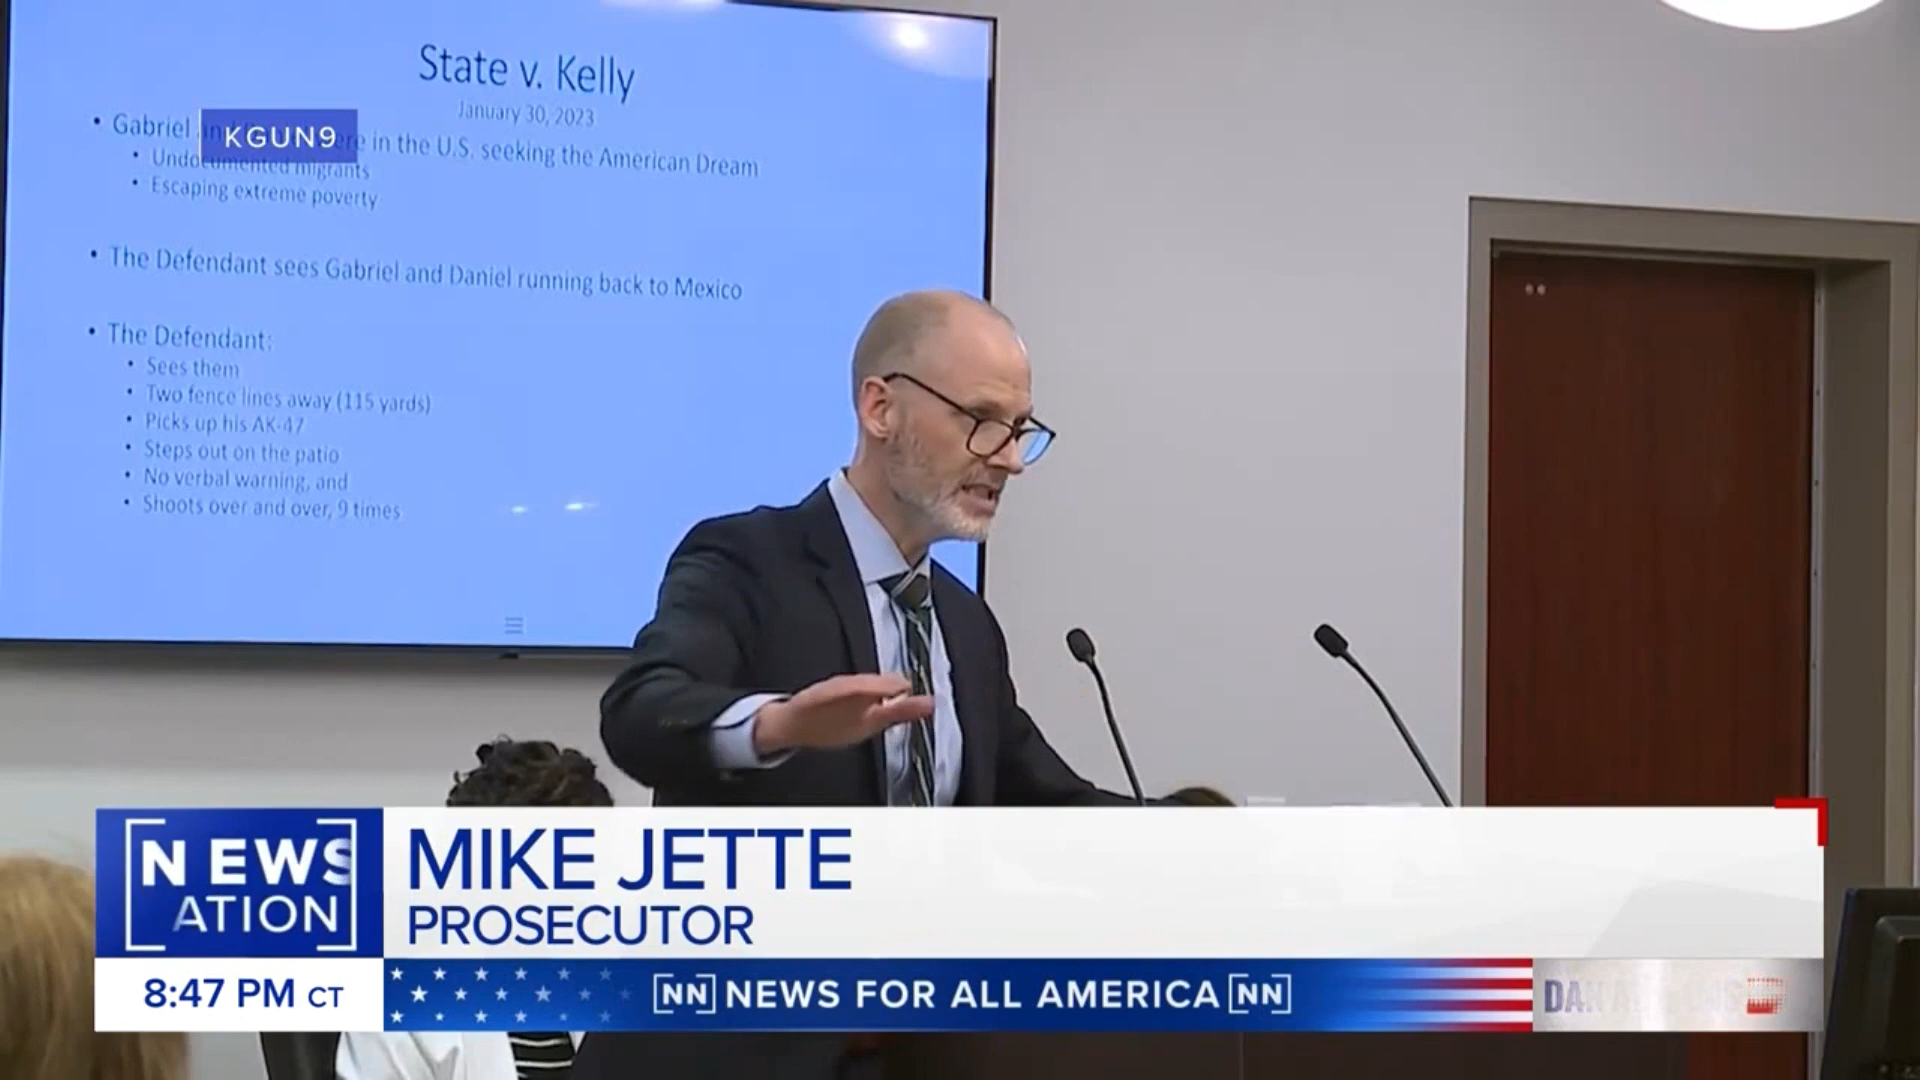 State v. Kelly
January 30, 2023
• Gabriel in the U.S. seeking the American Dream
KGUN9
• Undocumented migrants
• Escaping extreme poverty
• The Defendant sees Gabriel and Daniel running back to Mexico
• The Defendant:
• Sees them
• Two fence lines away (115 yards)
• Picks up his AK-47
• Steps out on the patio
• No verbal warning, and
• Shoots over and over, 9 times
NEWS
ATION
MIKE JETTE
PROSECUTOR
8:47 PM CT
NN NEWS FOR ALL AMERICA NN